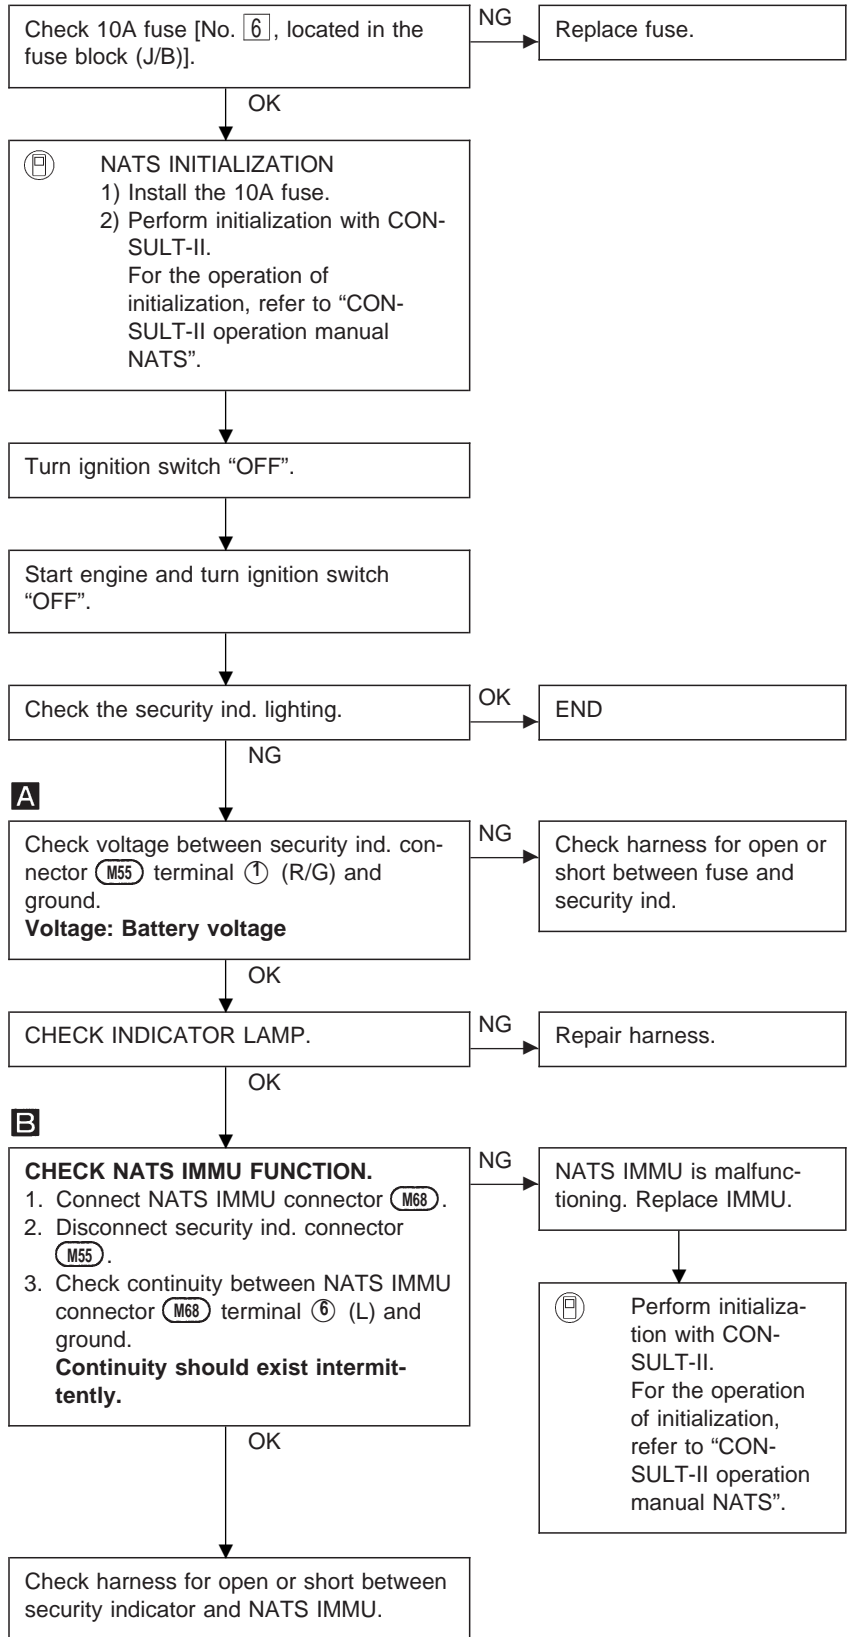 Check 10A fuse [No. 6, located in the
fuse block (J/B)].
NG
Replace fuse.
OK
NATS INITIALIZATION
1) Install the 10A fuse.
2) Perform initialization with CON-
SULT-II.
For the operation of
initialization, refer to “CON-
SULT-II operation manual
NATS”.
Turn ignition switch “OFF”.
Start engine and turn ignition switch
“OFF”.
Check the security ind. lighting.
OK
END
NG
A
Check voltage between security ind. con-
nector M55 terminal 1 (R/G) and
ground.
Voltage: Battery voltage
NG
Check harness for open or
short between fuse and
security ind.
OK
CHECK INDICATOR LAMP.
NG
Repair harness.
OK
B
CHECK NATS IMMU FUNCTION.
1. Connect NATS IMMU connector M68.
2. Disconnect security ind. connector
M55.
3. Check continuity between NATS IMMU
connector M68 terminal 6 (L) and
ground.
Continuity should exist intermit-
tently.
NG
NATS IMMU is malfunc-
tioning. Replace IMMU.
Perform initializa-
tion with CON-
SULT-II.
For the operation
of initialization,
refer to “CON-
SULT-II operation
manual NATS”.
OK
Check harness for open or short between
security indicator and NATS IMMU.